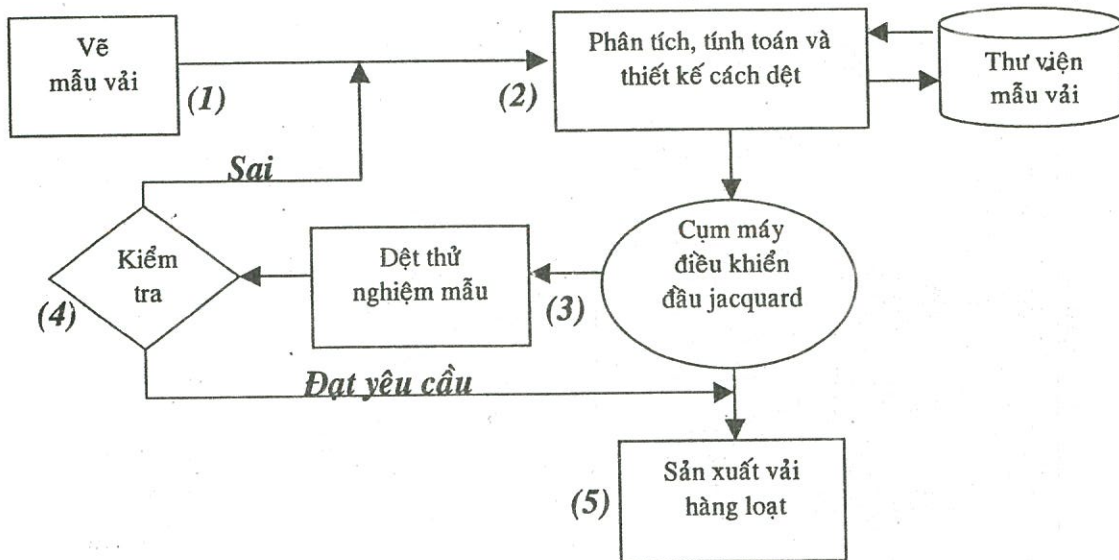 Vẽ
mẫu vải
(1)
(2)
Phân tích, tính toán và
thiết kế cách dệt
Thư viện
mẫu vải
Sai
Kiểm
tra
(4)
Dệt thử
nghiệm mẫu
(3)
Cụm máy
điều khiển
đầu jacquard
Đạt yêu cầu
(5)
Sản xuất vải
hàng loạt